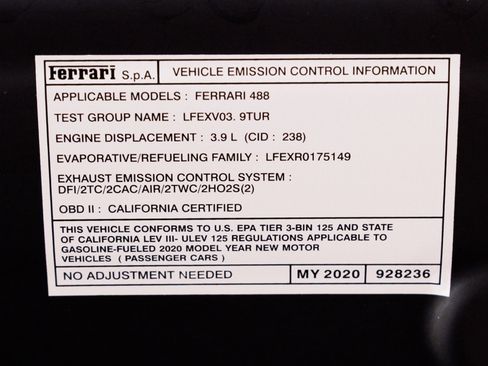 Ferrari S.p.A. VEHICLE EMISSION CONTROL INFORMATION
APPLICABLE MODELS : FERRARI 488
TEST GROUP NAME : LFEXV03. 9TUR
ENGINE DISPLACEMENT : 3.9 L (CID : 238)
EVAPORATIVE/REFUELING FAMILY : LFEXR0175149
EXHAUST EMISSION CONTROL SYSTEM :
DFI/2TC/2CAC/AIR/2TWC/2HO2S(2)
OBD II : CALIFORNIA CERTIFIED
THIS VEHICLE CONFORMS TO U.S. EPA TIER 3-BIN 125 AND STATE
OF CALIFORNIA LEV III- ULEV 125 REGULATIONS APPLICABLE TO
GASOLINE-FUELED 2020 MODEL YEAR NEW MOTOR
VEHICLES ( PASSENGER CARS )
NO ADJUSTMENT NEEDED MY 2020 928236